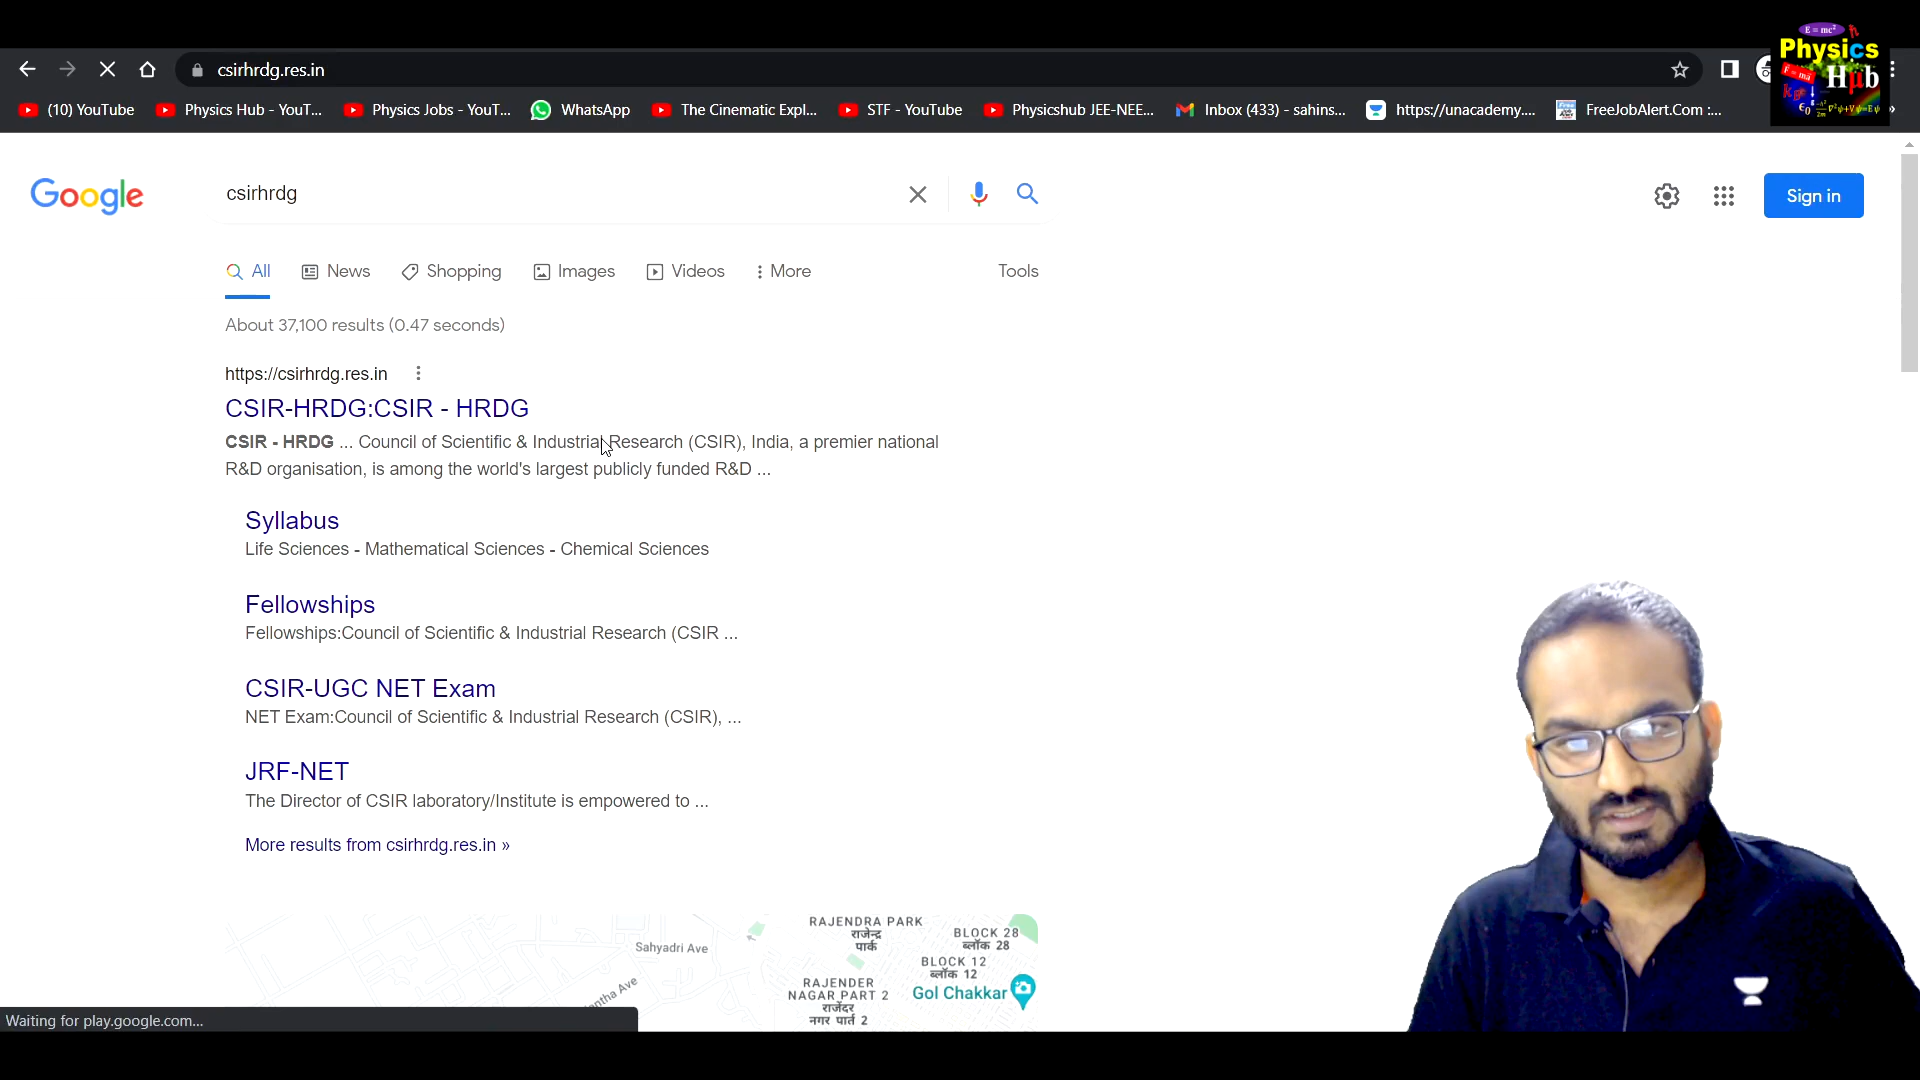 E = mc²
ħ
Physics
Hub
csirhrdg.res.in
(10) YouTube
Physics Hub - YouT...
Physics Jobs - YouT...
WhatsApp
The Cinematic Expl...
STF - YouTube
Physicshub JEE-NEE...
Inbox (433) - sahins...
https://unacademy....
FreeJobAlert.Com :...
»
Google
csirhrdg
Sign in
All
News
Shopping
Images
Videos
More
Tools
About 37,100 results (0.47 seconds)
https://csirhrdg.res.in
CSIR-HRDG:CSIR - HRDG
CSIR - HRDG ... Council of Scientific & Industrial Research (CSIR), India, a premier national
R&D organisation, is among the world's largest publicly funded R&D ...
Syllabus
Life Sciences - Mathematical Sciences - Chemical Sciences
Fellowships
Fellowships:Council of Scientific & Industrial Research (CSIR ...
CSIR-UGC NET Exam
NET Exam:Council of Scientific & Industrial Research (CSIR), ...
JRF-NET
The Director of CSIR laboratory/Institute is empowered to ...
More results from csirhrdg.res.in »
RAJENDRA PARK
राजेन्द्र
पार्क
BLOCK 28
ब्लॉक 28
Sahyadri Ave
BLOCK 12
ब्लॉक 12
RAJENDER
NAGAR PART 2
राजेंदर
नगर पार्त 2
Gol Chakkar
antha Ave
Waiting for play.google.com...